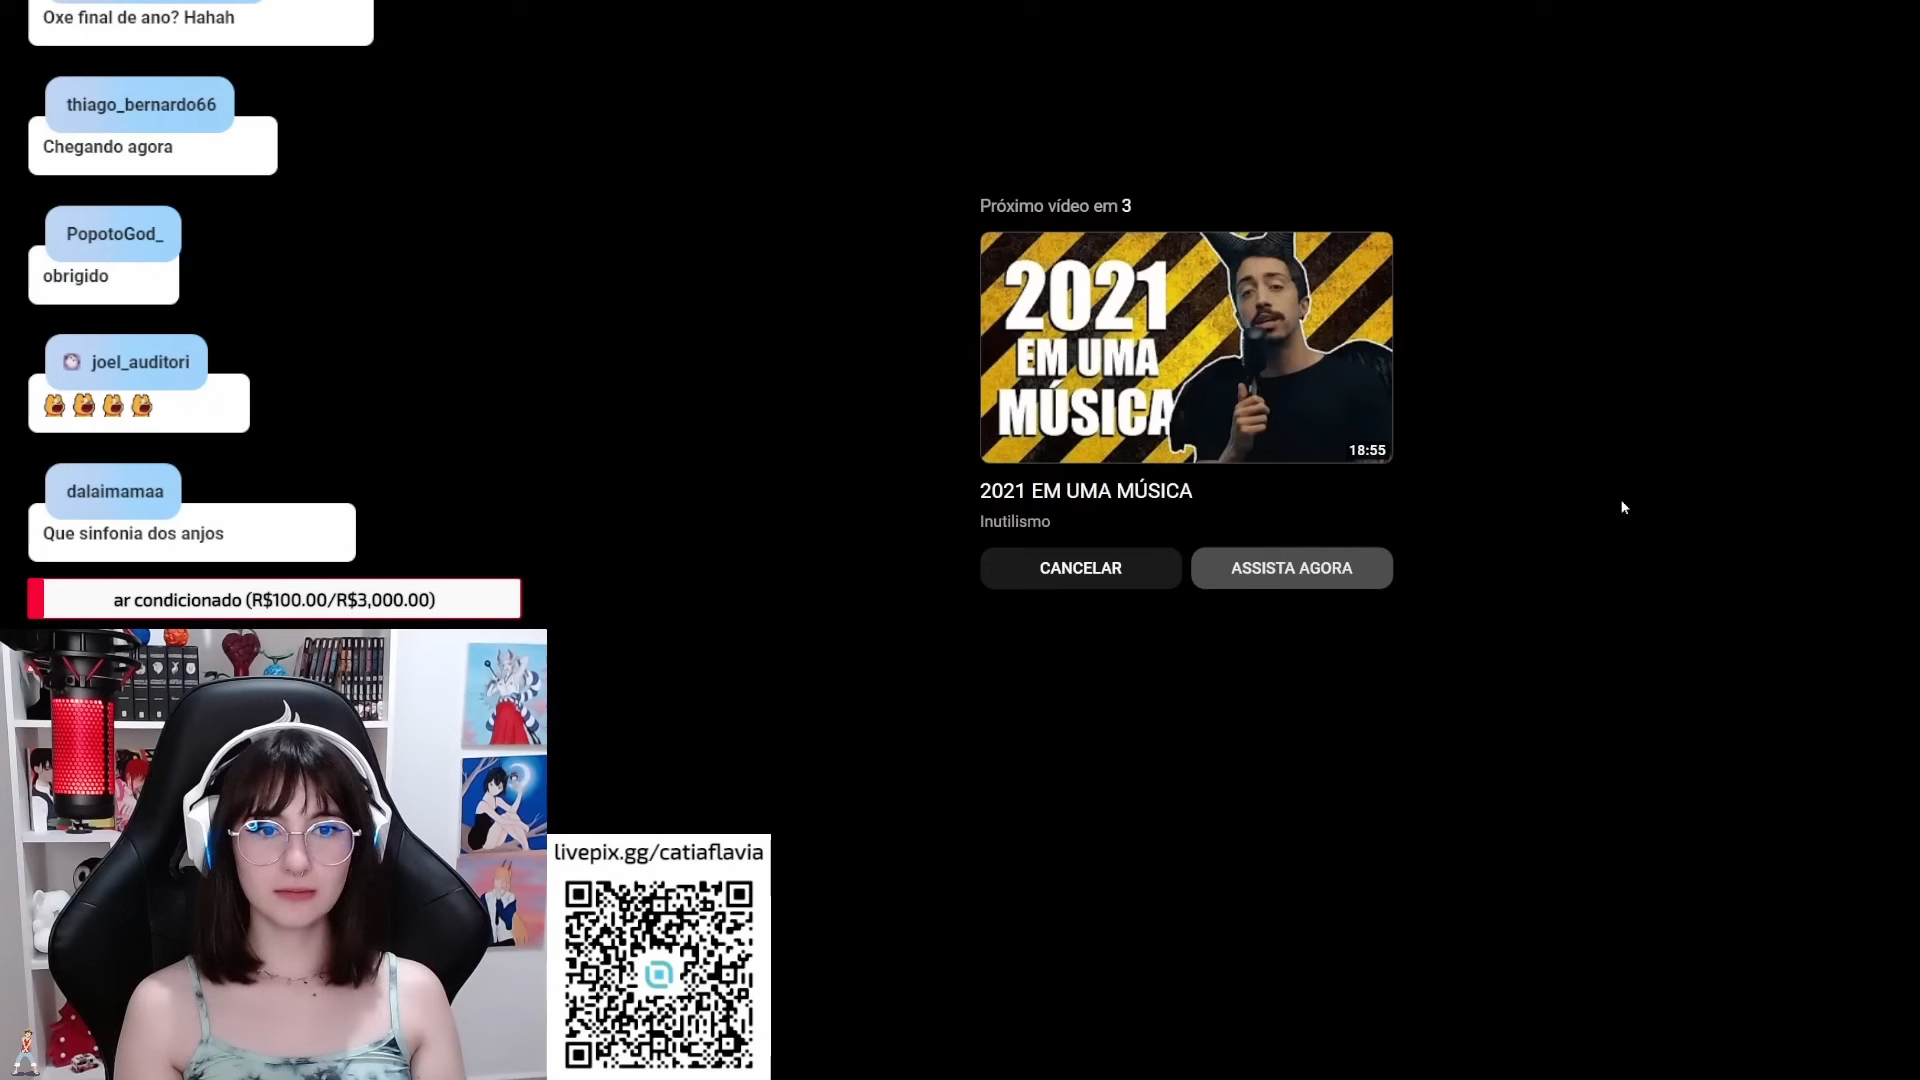 Oxe final de ano? Hahah
thiago_bernardo66
Chegando agora
PopotoGod_
obrigido
joel_auditori
dalaimamaa
Que sinfonia dos anjos
ar condicionado (R$100.00/R$3,000.00)
livepix.gg/catiaflavia
Próximo vídeo em 3
2021
EM UMA
MÚSICA
18:55
2021 EM UMA MÚSICA
Inutilismo
CANCELAR
ASSISTA AGORA